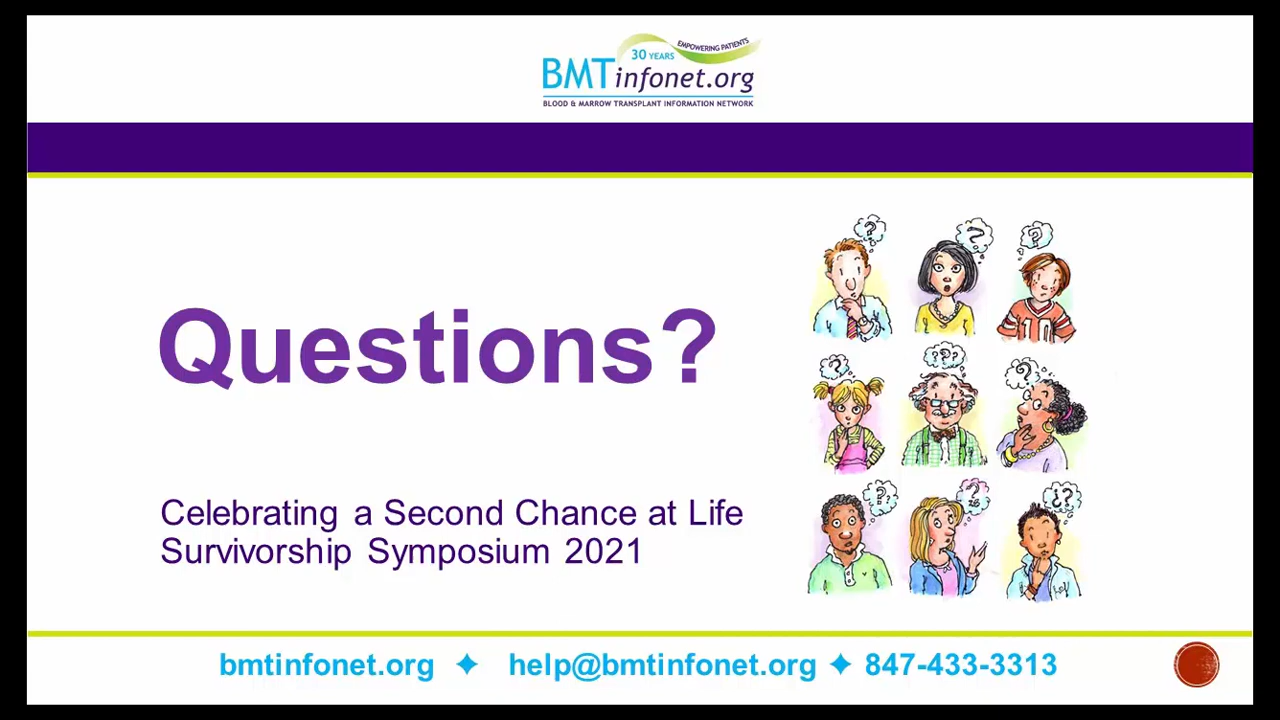 30 YEARS
EMPOWERING PATIENTS
BMTinfonet.org
BLOOD & MARROW TRANSPLANT INFORMATION NETWORK
?
?
?
Questions?
?
???
?
10
Celebrating a Second Chance at Life
Survivorship Symposium 2021
?
?
¿??
bmtinfonet.org ✦ help@bmtinfonet.org ✦ 847-433-3313